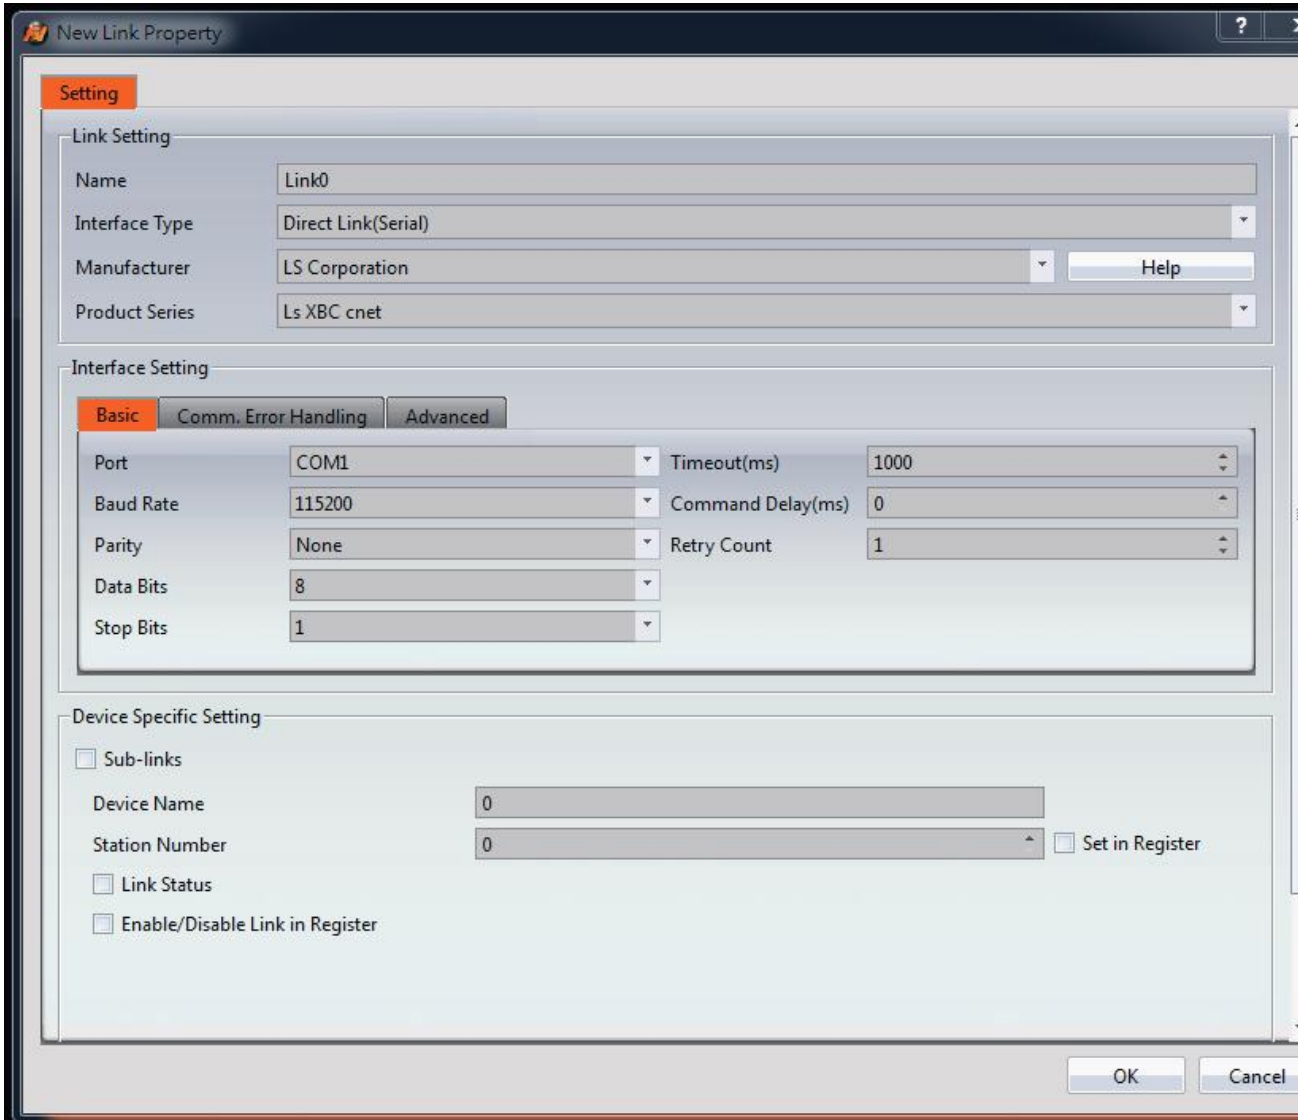 New Link Property
?
Setting
Link Setting
Name Link0
Interface Type Direct Link(Serial)
Manufacturer LS Corporation Help
Product Series Ls XBC cnet
Interface Setting
Basic Comm. Error Handling Advanced
Port COM1 Timeout(ms) 1000
Baud Rate 115200 Command Delay(ms) 0
Parity None Retry Count 1
Data Bits 8
Stop Bits 1
Device Specific Setting
Sub-links
Device Name 0
Station Number 0 Set in Register
Link Status
Enable/Disable Link in Register
OK Cancel